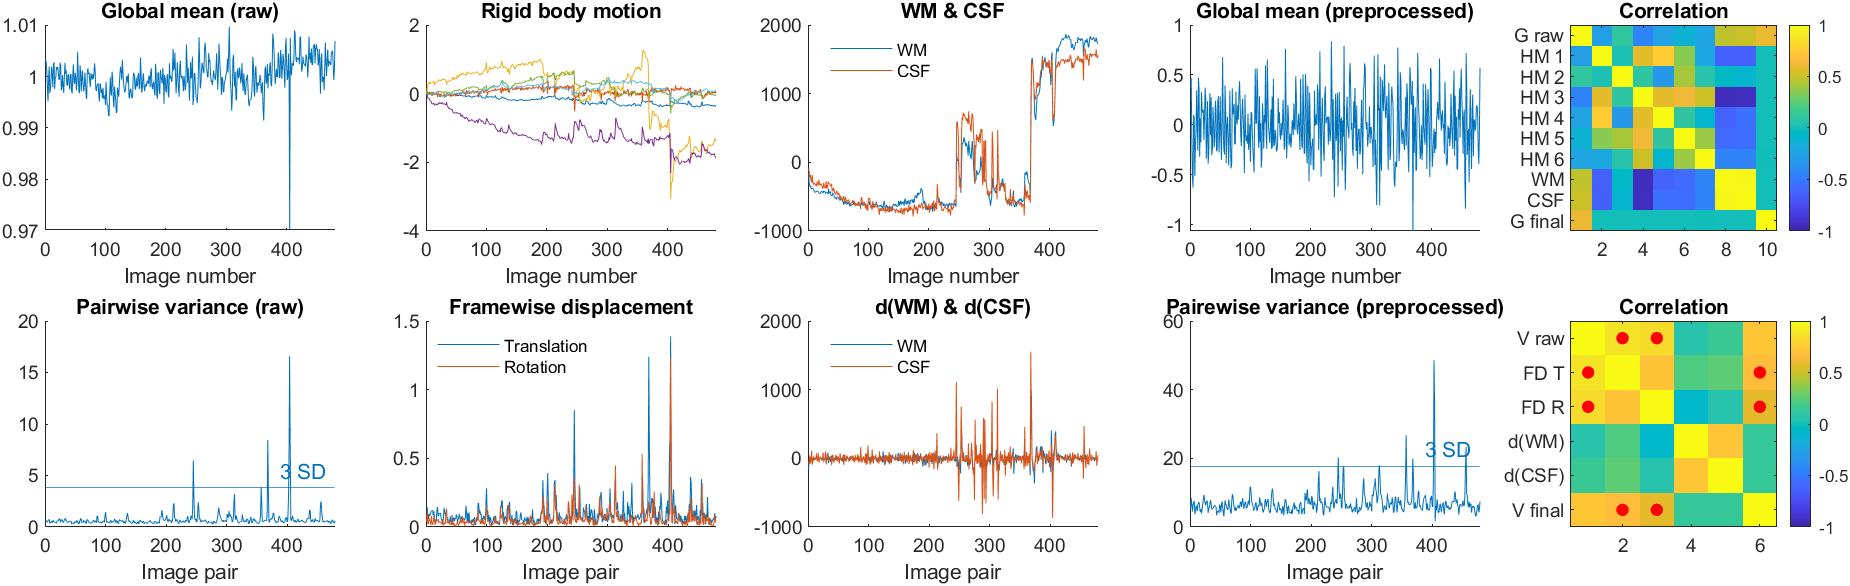 Global mean (raw)
1.01
1
0.99
0.98
0.97
0 100 200 300 400
Image number
Rigid body motion
2
0
-2
-4
0 100 200 300 400
Image number
WM & CSF
2000
1000
0
-1000
WM
CSF
0 100 200 300 400
Image number
Global mean (preprocessed)
1
0.5
0
-0.5
-1
0 100 200 300 400
Image number
Correlation
G raw
HM 1
HM 2
HM 3
HM 4
HM 5
HM 6
WM
CSF
G final
2 4 6 8 10
1
0.5
0
-0.5
-1
Pairwise variance (raw)
20
15
10
5
0
3 SD
0 100 200 300 400
Image pair
Framewise displacement
1.5
1
0.5
0
Translation
Rotation
0 100 200 300 400
Image pair
d(WM) & d(CSF)
2000
1000
0
-1000
WM
CSF
0 100 200 300 400
Image pair
Pairewise variance (preprocessed)
60
40
20
0
3 SD
0 100 200 300 400
Image pair
Correlation
V raw
FD T
FD R
d(WM)
d(CSF)
V final
2 4 6
1
0.5
0
-0.5
-1